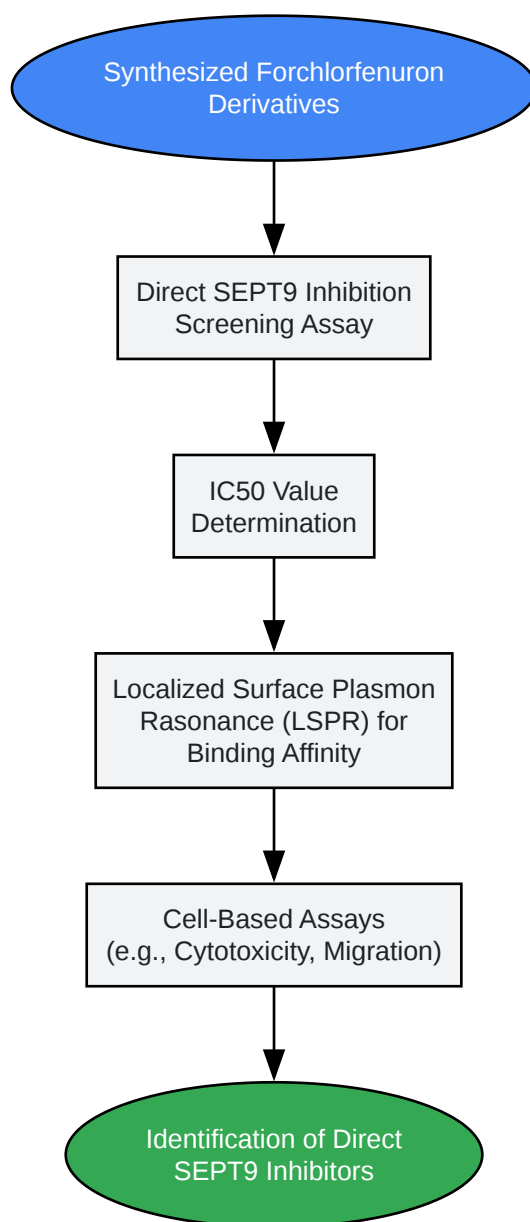 Synthesized Forchlorfenuron
Derivatives
Direct SEPT9 Inhibition
Screening Assay
IC50 Value
Determination
Localized Surface Plasmon
Rasonance (LSPR) for
Binding Affinity
Cell-Based Assays
(e.g., Cytotoxicity, Migration)
Identification of Direct
SEPT9 Inhibitors